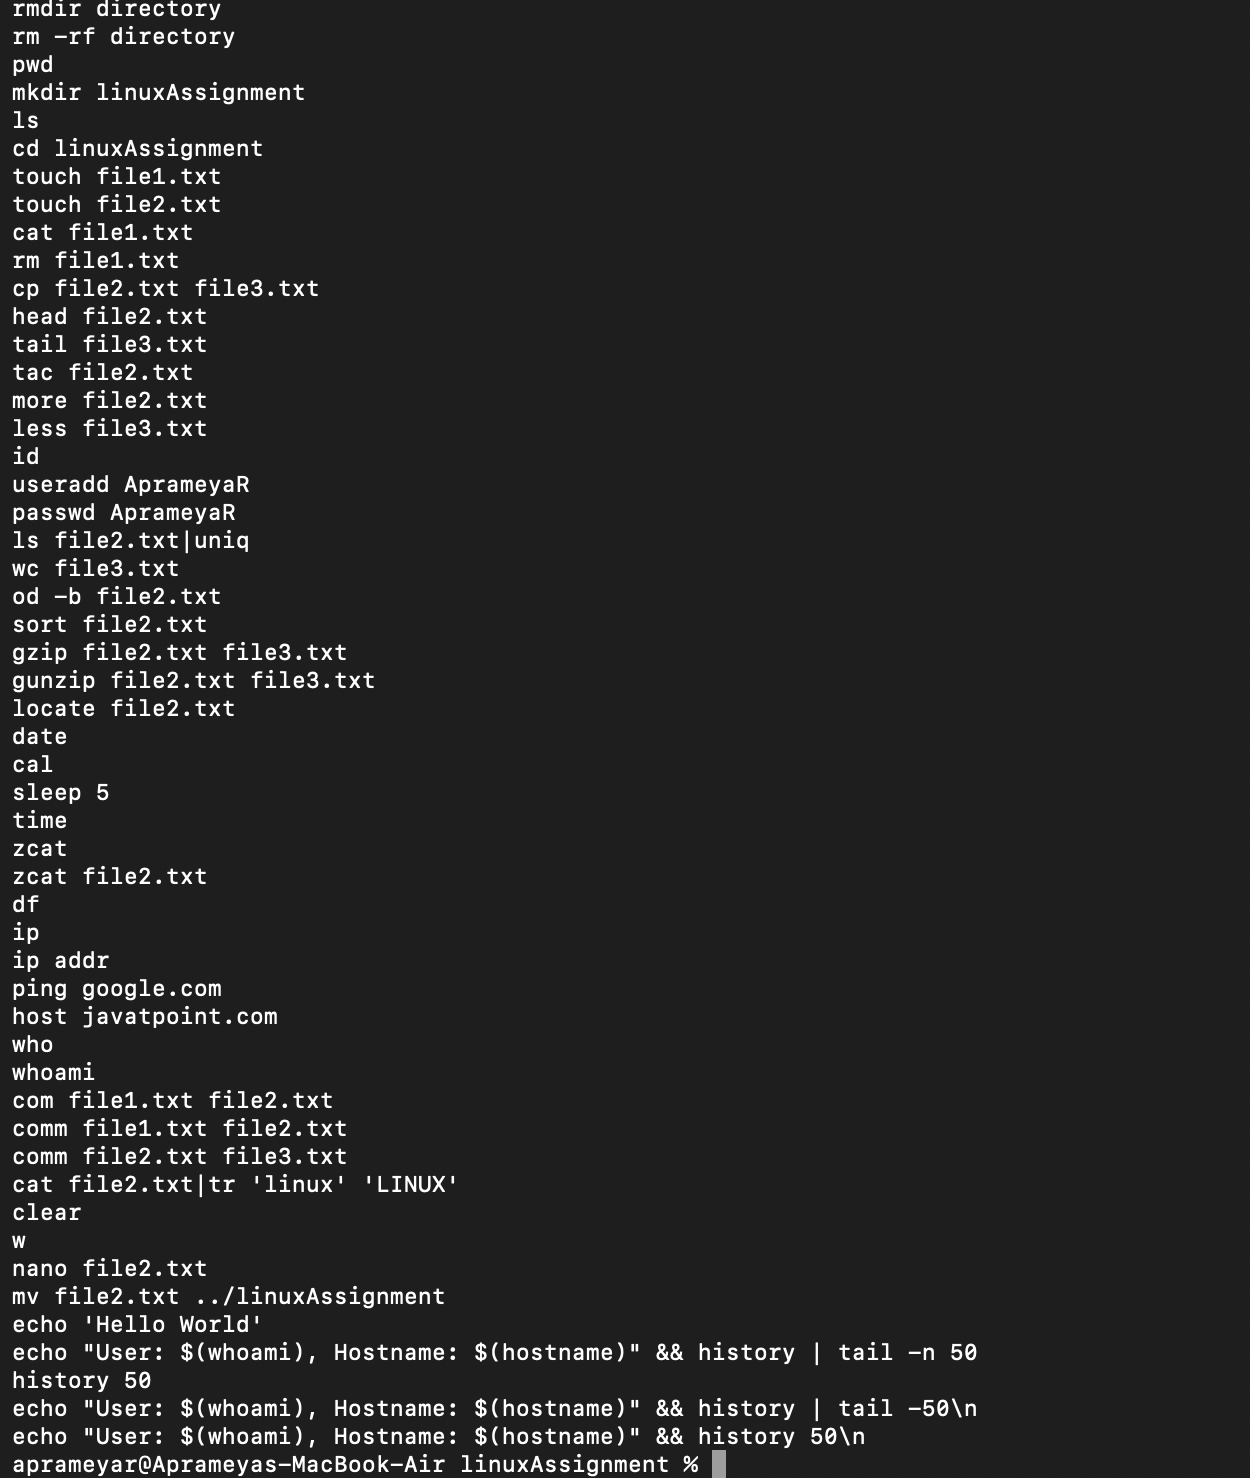 rmdir directory
rm -rf directory
pwd
mkdir linuxAssignment
ls
cd linuxAssignment
touch file1.txt
touch file2.txt
cat file1.txt
rm file1.txt
cp file2.txt file3.txt
head file2.txt
tail file3.txt
tac file2.txt
more file2.txt
less file3.txt
id
useradd AprameyaR
passwd AprameyaR
ls file2.txt|uniq
wc file3.txt
od -b file2.txt
sort file2.txt
gzip file2.txt file3.txt
gunzip file2.txt file3.txt
locate file2.txt
date
cal
sleep 5
time
zcat
zcat file2.txt
df
ip
ip addr
ping google.com
host javatpoint.com
who
whoami
com file1.txt file2.txt
comm file1.txt file2.txt
comm file2.txt file3.txt
cat file2.txt|tr 'linux' 'LINUX'
clear
w
nano file2.txt
mv file2.txt ../linuxAssignment
echo 'Hello World'
echo "User: $(whoami), Hostname: $(hostname)" && history | tail -n 50
history 50
echo "User: $(whoami), Hostname: $(hostname)" && history | tail -50\n
echo "User: $(whoami), Hostname: $(hostname)" && history 50\n
aprameyar@Aprameyas-MacBook-Air linuxAssignment %